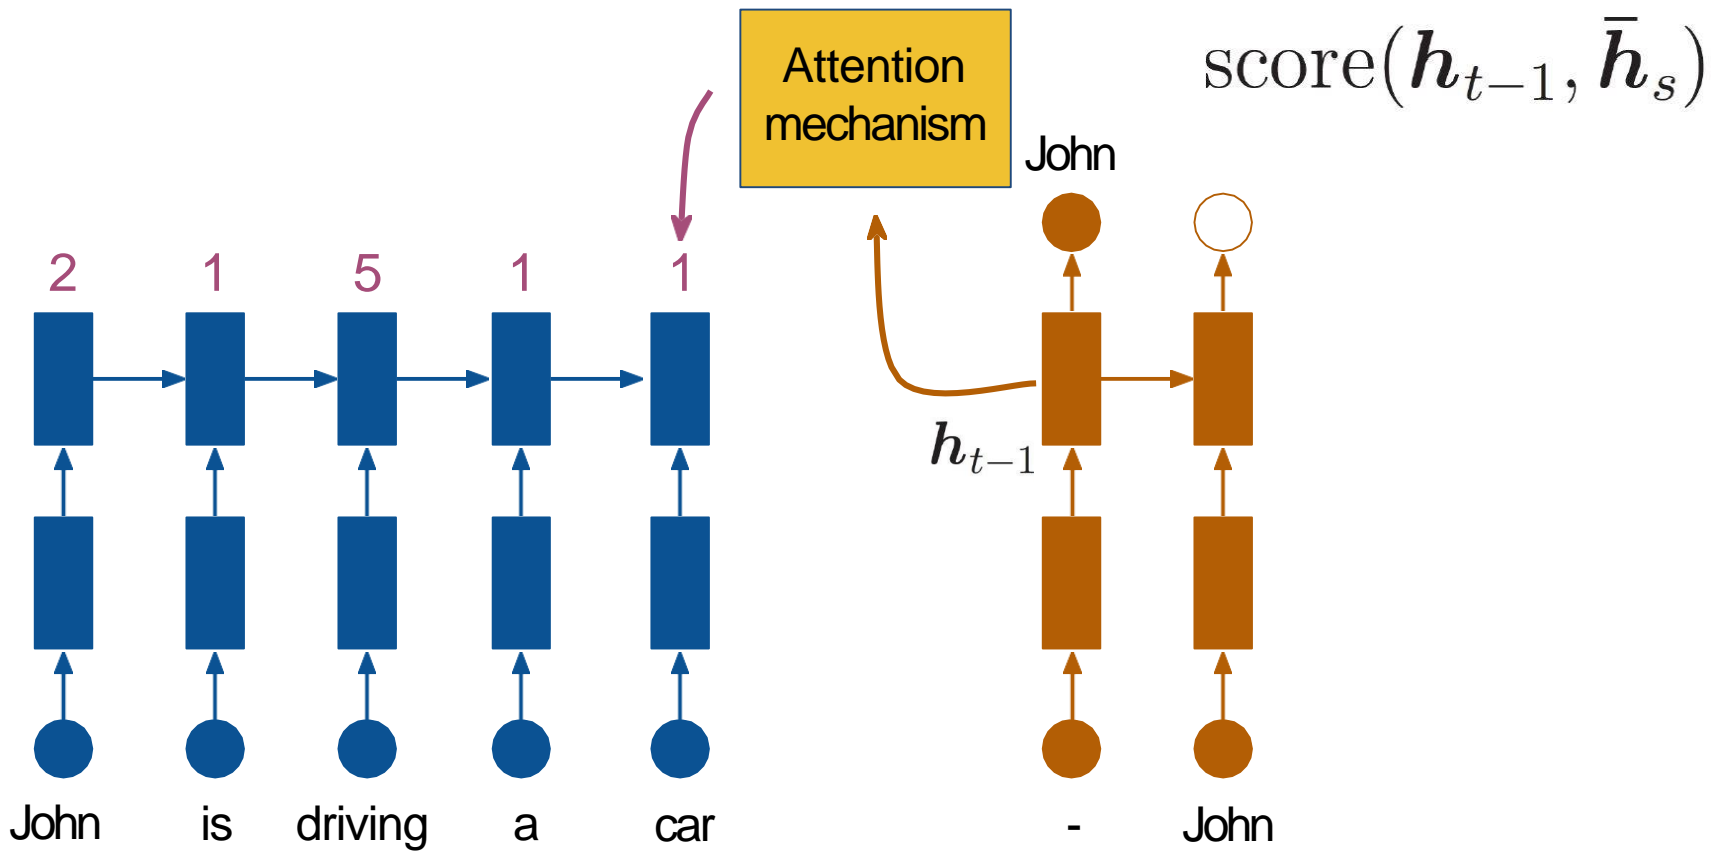 Attention
mechanism
score(h_{t−1}, h̄_s)
John
2 1 5 1 1
h_{t−1}
John is driving a car - John